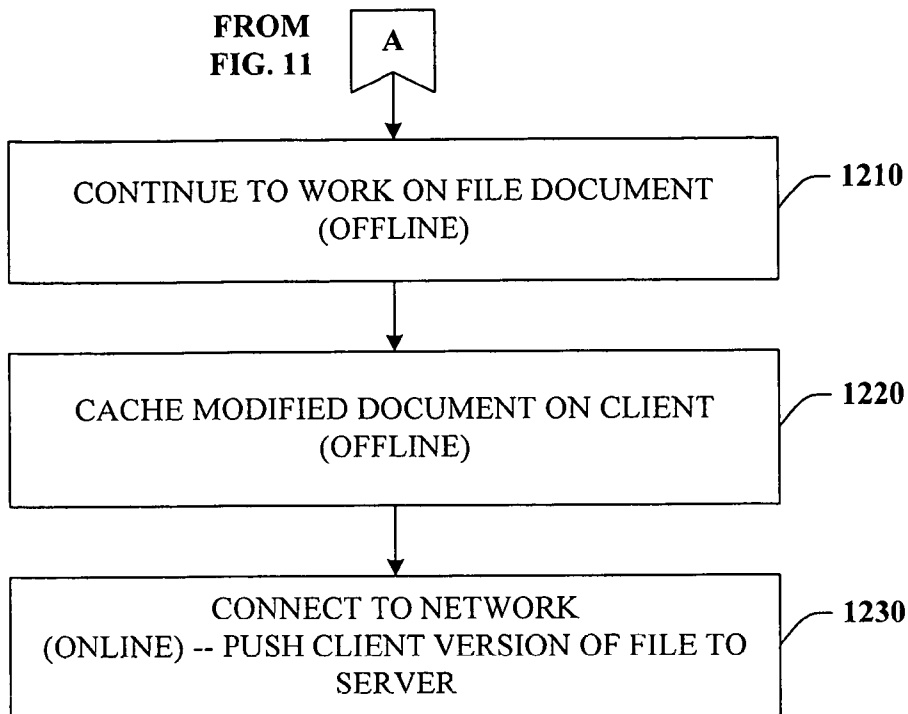 FROM
FIG. 11
A
CONTINUE TO WORK ON FILE DOCUMENT
(OFFLINE)
1210
CACHE MODIFIED DOCUMENT ON CLIENT
(OFFLINE)
1220
CONNECT TO NETWORK
(ONLINE) -- PUSH CLIENT VERSION OF FILE TO
SERVER
1230